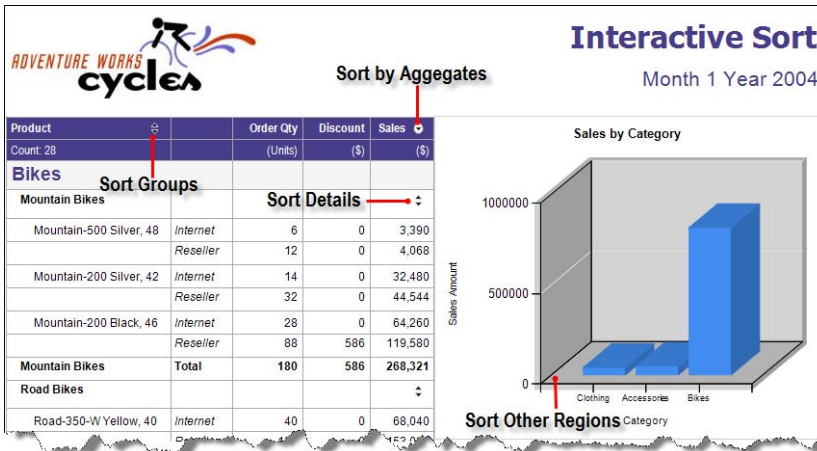 ADVENTURE WORKS
cycles
Interactive Sort
Month 1 Year 2004
Sort by Aggegates
Product Order Qty Discount Sales
Count: 28 (Units) ($) ($)
Bikes
Sort Groups
Mountain Bikes
Sort Details
Mountain-500 Silver, 48 Internet 6 0 3,390
Reseller 12 0 4,068
Mountain-200 Silver, 42 Internet 14 0 32,480
Reseller 32 0 44,544
Mountain-200 Black, 46 Internet 28 0 64,260
Reseller 88 586 119,580
Mountain Bikes Total 180 586 268,321
Road Bikes
Road-350-W Yellow, 40 Internet 40 0 68,040
Sales by Category
1000000
500000
0
Sales Amount
Clothing Accessories Bikes
Sort Other Regions
Category